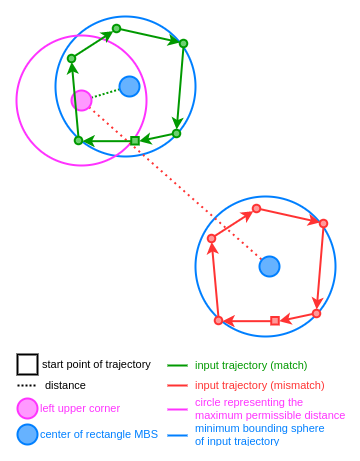 start point of trajectory
distance
left upper corner
center of rectangle MBS
input trajectory (match)
input trajectory (mismatch)
circle representing the
maximum permissible distance
minimum bounding sphere
of input trajectory